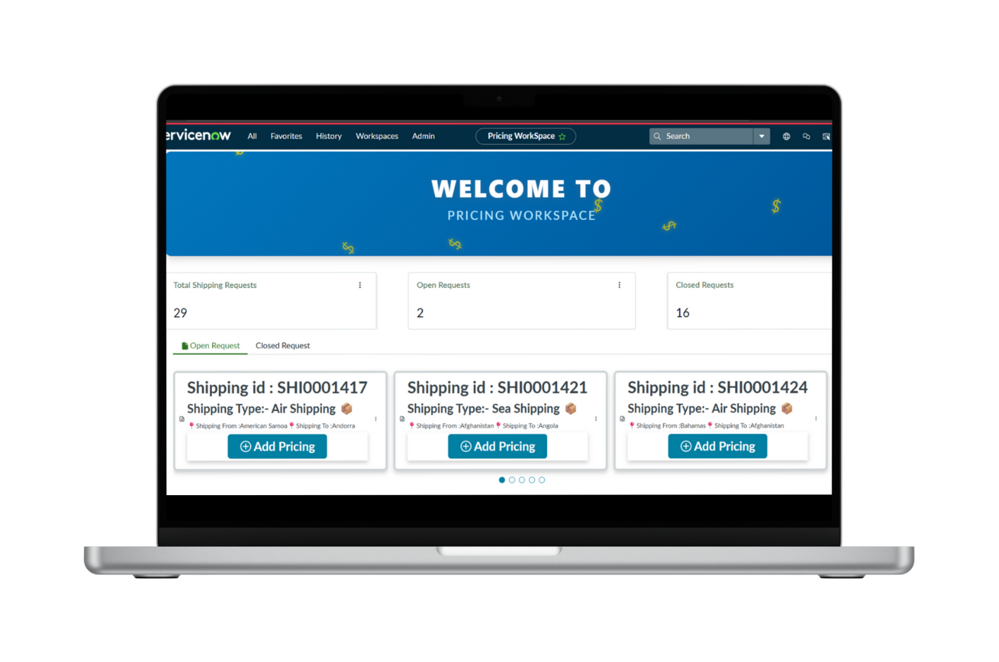 ervicenow All Favorites History Workspaces Admin Pricing WorkSpace Search
WELCOME TO
PRICING WORKSPACE
$ $ $ $ $ $
Total Shipping Requests
29
Open Requests
2
Closed Requests
16
Open Request Closed Request
Shipping id : SHI0001417
Shipping Type:- Air Shipping
Shipping From :American Samoa Shipping To :Andorra
Add Pricing
Shipping id : SHI0001421
Shipping Type:- Sea Shipping
Shipping From :Afghanistan Shipping To :Angola
Add Pricing
Shipping id : SHI0001424
Shipping Type:- Air Shipping
Shipping From :Bahamas Shipping To :Afghanistan
Add Pricing